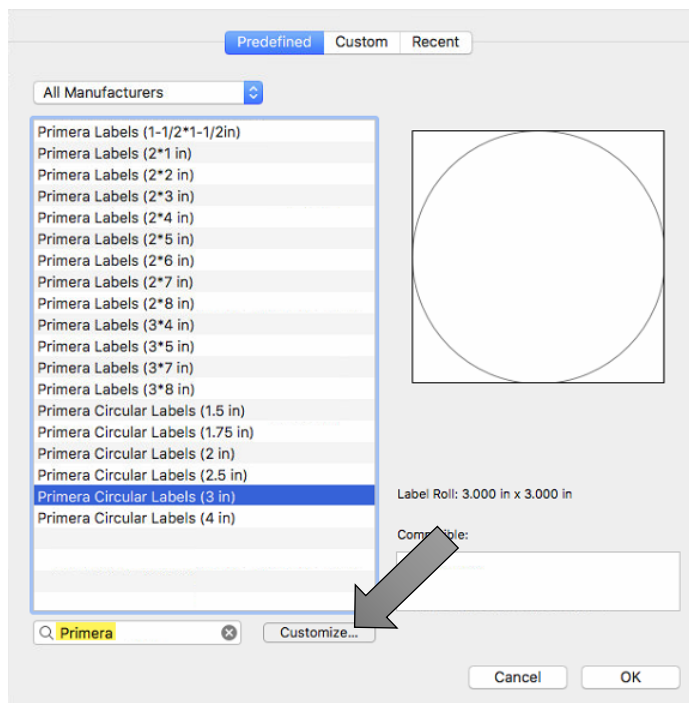 Predefined Custom Recent
All Manufacturers
Primera Labels (1-1/2*1-1/2in)
Primera Labels (2*1 in)
Primera Labels (2*2 in)
Primera Labels (2*3 in)
Primera Labels (2*4 in)
Primera Labels (2*5 in)
Primera Labels (2*6 in)
Primera Labels (2*7 in)
Primera Labels (2*8 in)
Primera Labels (3*4 in)
Primera Labels (3*5 in)
Primera Labels (3*7 in)
Primera Labels (3*8 in)
Primera Circular Labels (1.5 in)
Primera Circular Labels (1.75 in)
Primera Circular Labels (2 in)
Primera Circular Labels (2.5 in)
Primera Circular Labels (3 in)
Primera Circular Labels (4 in)
Label Roll: 3.000 in x 3.000 in
Compatible:
Primera
Customize...
Cancel OK